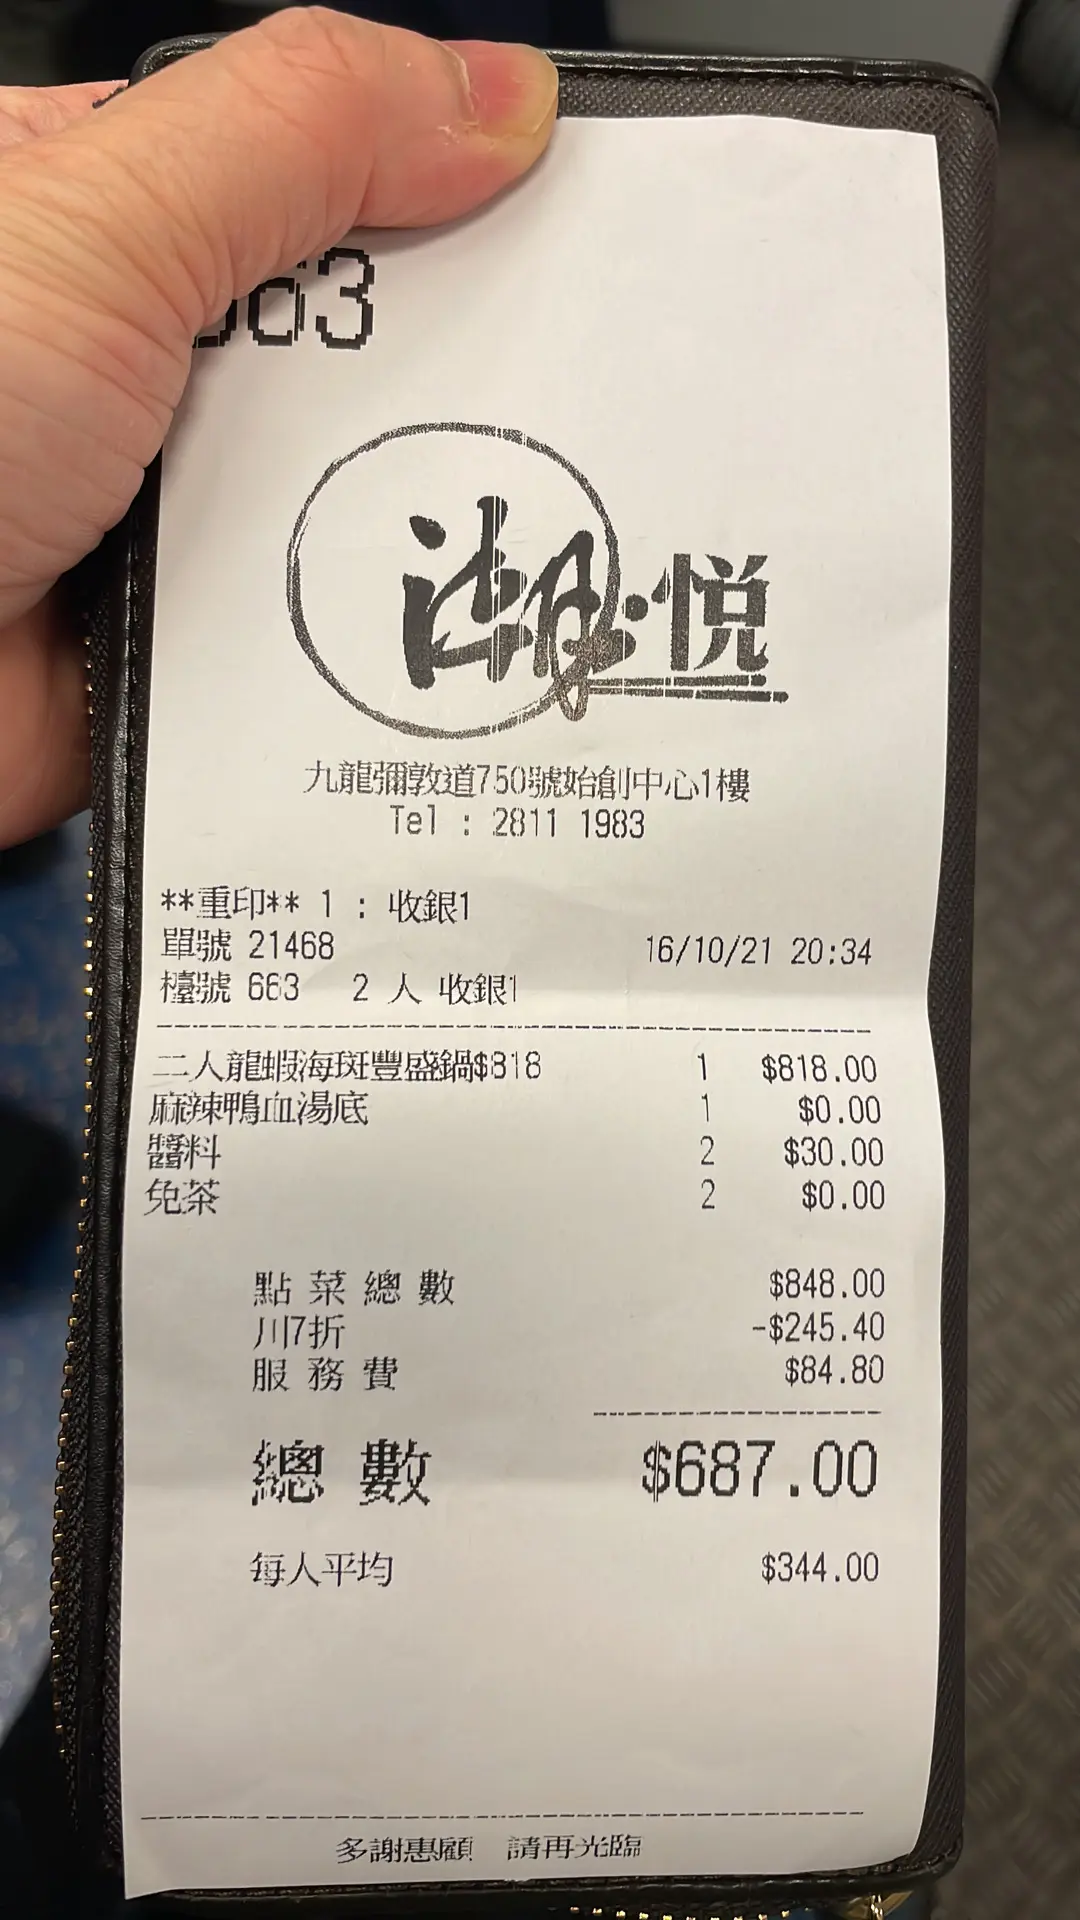 63
潮悅
九龍彌敦道750號始創中心1樓
Tel : 2811 1983
**重印** 1 : 收銀1
單號 21468 16/10/21 20:34
檯號 663 2 人 收銀1
二人龍蝦海斑豐盛鍋$818 1 $818.00
麻辣鴨血湯底 1 $0.00
醬料 2 $30.00
免茶 2 $0.00
點菜總數 $848.00
川7折 -$245.40
服務費 $84.80
總數 $687.00
每人平均 $344.00
多謝惠顧 請再光臨